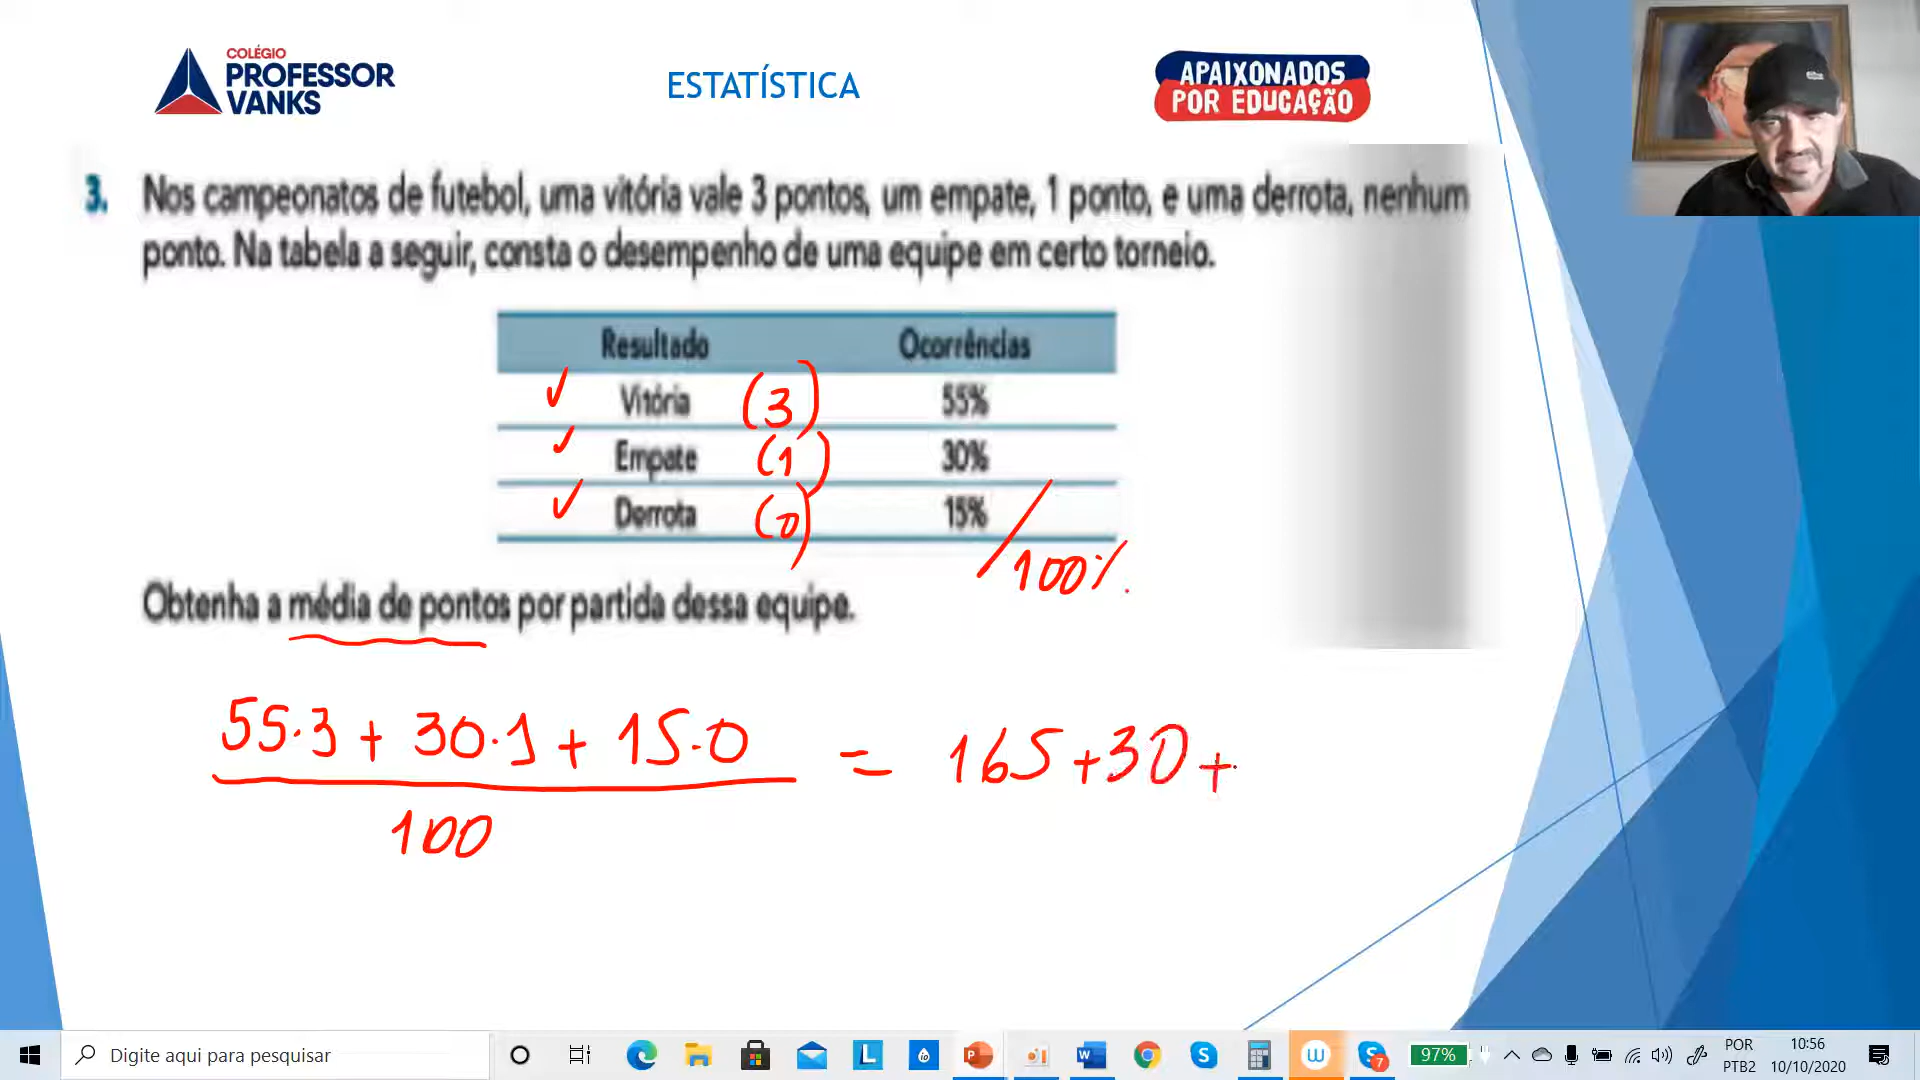 COLÉGIO
PROFESSOR
VANKS
ESTATÍSTICA
APAIXONADOS
POR EDUCAÇÃO
3. Nos campeonatos de futebol, uma vitória vale 3 pontos, um empate, 1 ponto, e uma derrota, nenhum
ponto. Na tabela a seguir, consta o desempenho de uma equipe em certo torneio.
Resultado Ocorrências
✓ Vitória (3) 55%
✓ Empate (1) 30%
✓ Derrota (0) 15%
100%.
Obtenha a média de pontos por partida dessa equipe.
55.3 + 30.1 + 15.0 = 165+30+
100
Digite aqui para pesquisar
97%
POR
PTB2
10:56
10/10/2020